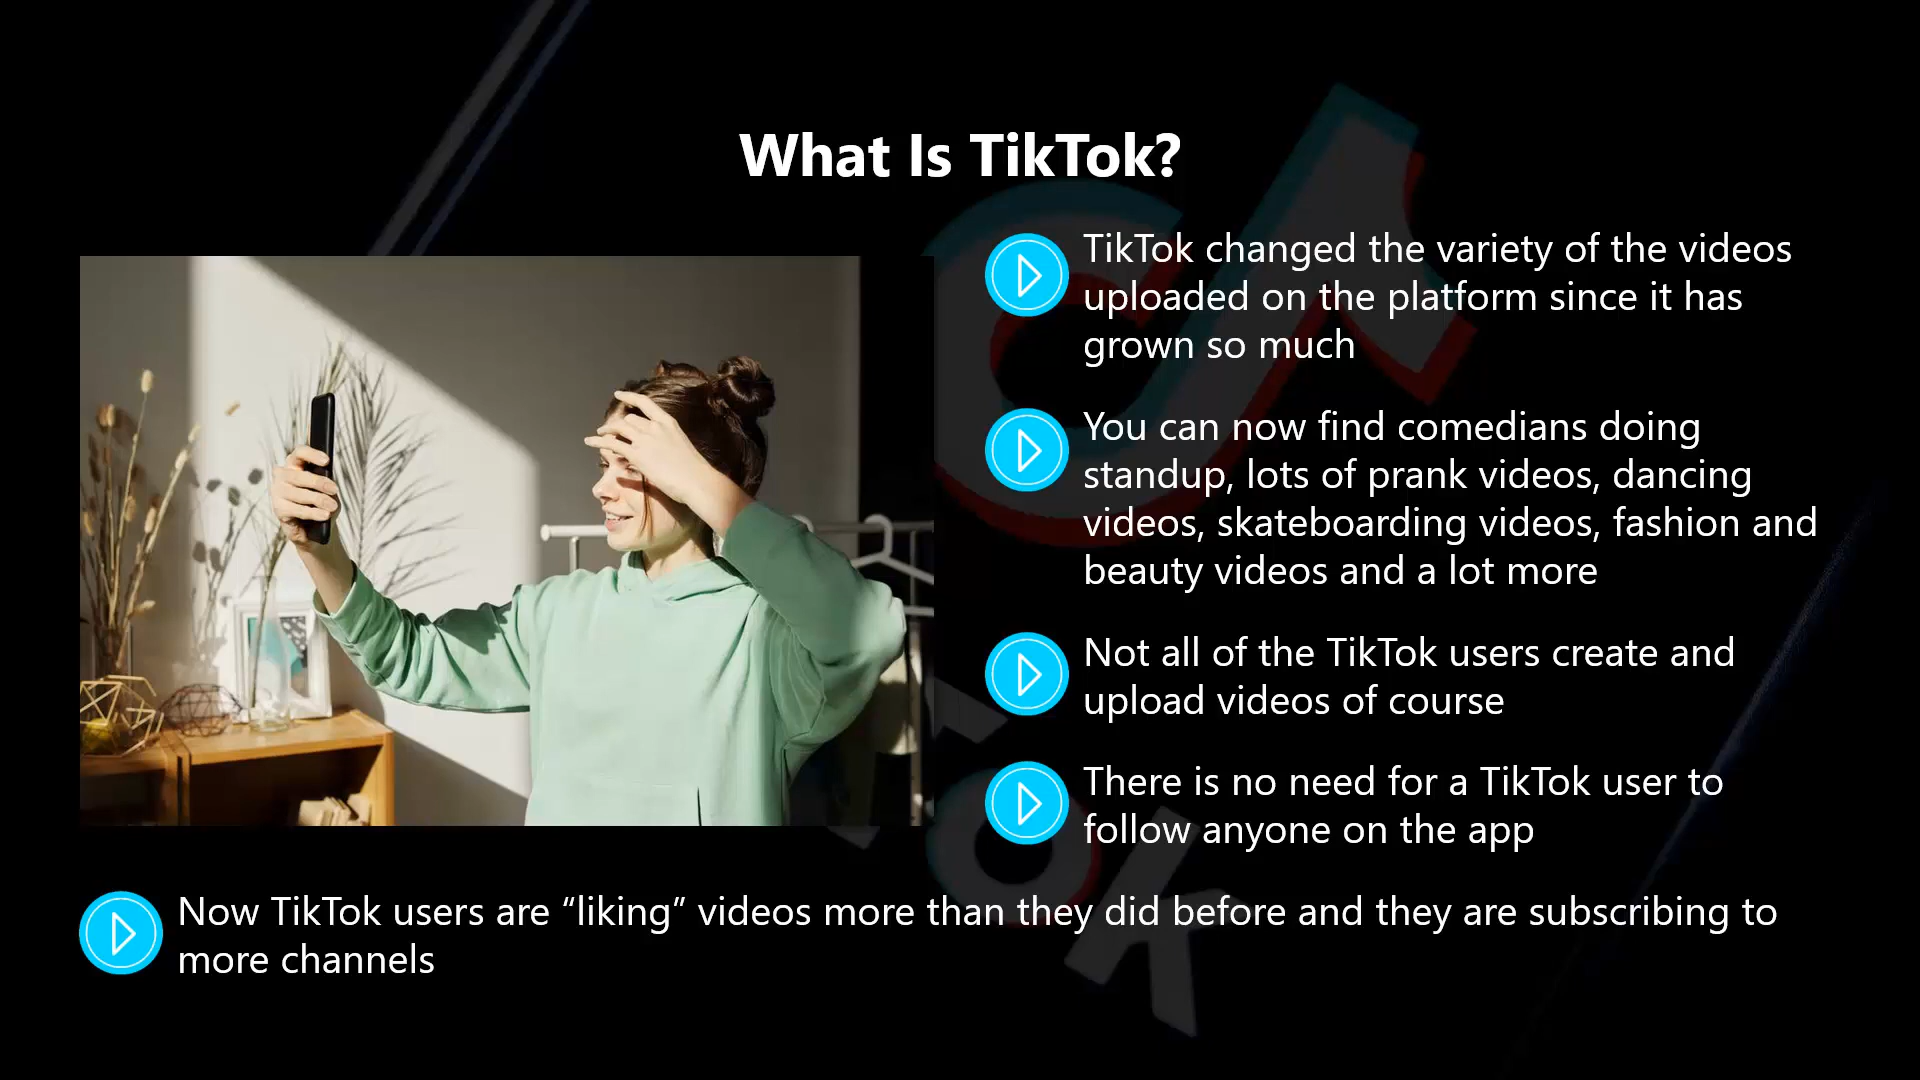 What Is TikTok?
TikTok changed the variety of the videos
uploaded on the platform since it has
grown so much
You can now find comedians doing
standup, lots of prank videos, dancing
videos, skateboarding videos, fashion and
beauty videos and a lot more
Not all of the TikTok users create and
upload videos of course
There is no need for a TikTok user to
follow anyone on the app
Now TikTok users are “liking” videos more than they did before and they are subscribing to
more channels